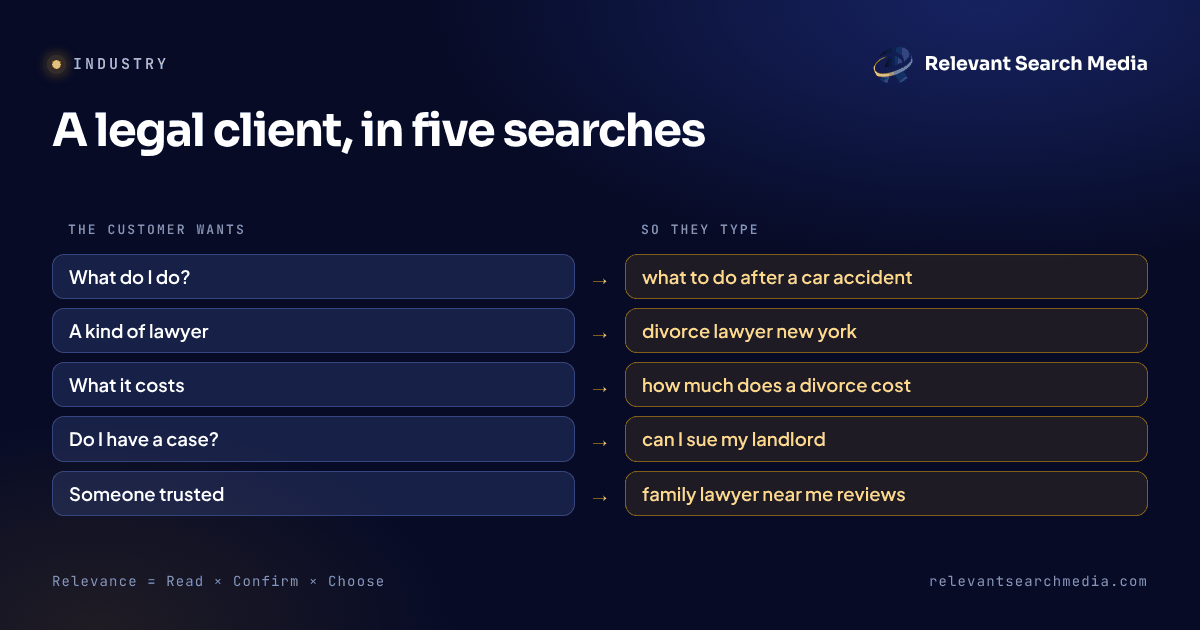 INDUSTRY
Relevant Search Media
A legal client, in five searches
THE CUSTOMER WANTS
SO THEY TYPE
What do I do? → what to do after a car accident
A kind of lawyer → divorce lawyer new york
What it costs → how much does a divorce cost
Do I have a case? → can I sue my landlord
Someone trusted → family lawyer near me reviews
Relevance = Read × Confirm × Choose
relevantsearchmedia.com